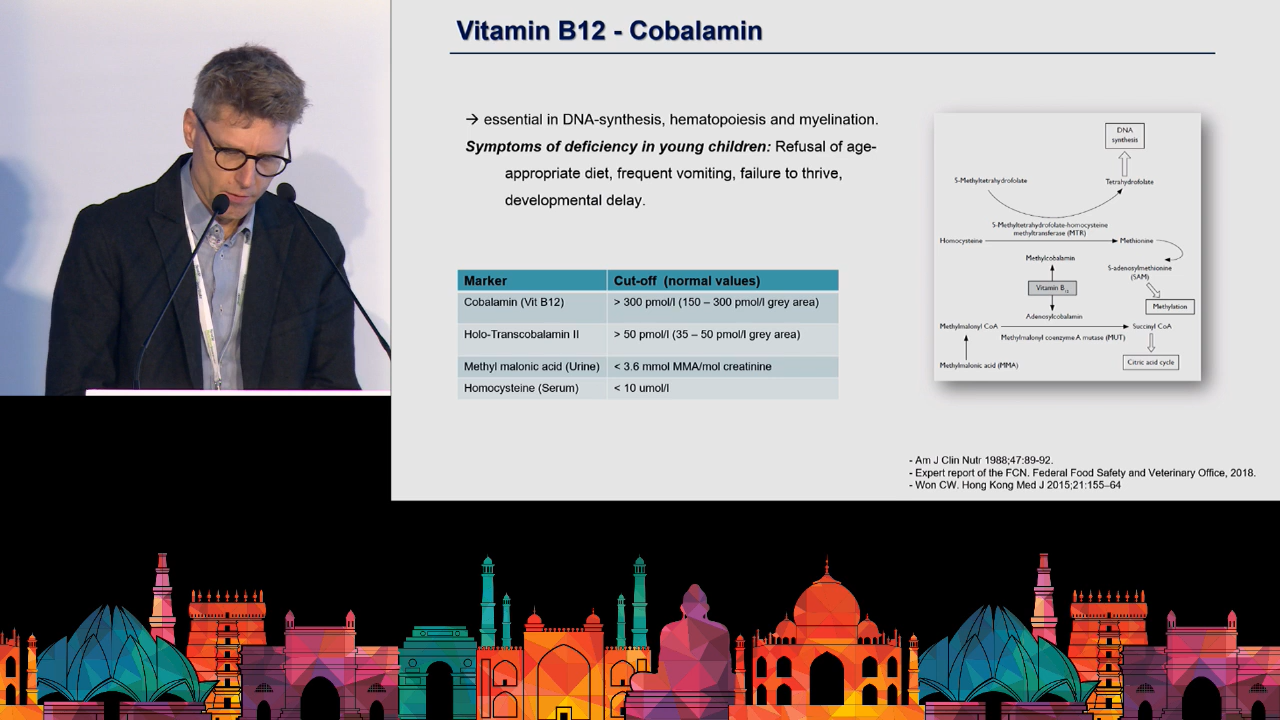 Vitamin B12 - Cobalamin
→ essential in DNA-synthesis, hematopoiesis and myelination.
Symptoms of deficiency in young children: Refusal of age-
appropriate diet, frequent vomiting, failure to thrive,
developmental delay.
Marker Cut-off (normal values)
Cobalamin (Vit B12) > 300 pmol/l (150 – 300 pmol/l grey area)
Holo-Transcobalamin II > 50 pmol/l (35 – 50 pmol/l grey area)
Methyl malonic acid (Urine) < 3.6 mmol MMA/mol creatinine
Homocysteine (Serum) < 10 umol/l
DNA
synthesis
5-Methyltetrahydrofolate Tetrahydrofolate
5-Methyltetrahydrofolate-homocysteine
methyltransferase (MTR)
Homocysteine Methionine
Methylcobalamin
S-adenosylmethionine
(SAM)
Vitamin B12
Methylation
Adenosylcobalamin
Methylmalonyl CoA Succinyl CoA
Methylmalonyl coenzyme A mutase (MUT)
Methylmalonic acid (MMA)
Citric acid cycle
- Am J Clin Nutr 1988;47:89-92.
- Expert report of the FCN. Federal Food Safety and Veterinary Office, 2018.
- Won CW. Hong Kong Med J 2015;21:155–64